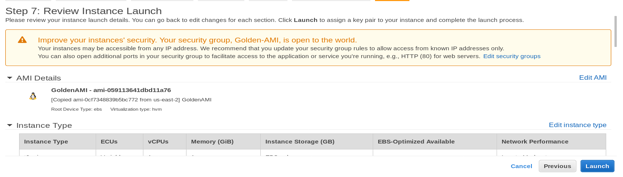 Step 7: Review Instance Launch
Please review your instance launch details. You can go back to edit changes for each section. Click Launch to assign a key pair to your instance and complete the launch process.
Improve your instances' security. Your security group, Golden-AMI, is open to the world.
Your instances may be accessible from any IP address. We recommend that you update your security group rules to allow access from known IP addresses only.
You can also open additional ports in your security group to facilitate access to the application or service you're running, e.g., HTTP (80) for web servers. Edit security groups
AMI Details Edit AMI
GoldenAMI - ami-059113641dbd11a76
[Copied ami-0cf7348839b5bc772 from us-east-2] GoldenAMI
Root Device Type: ebs Virtualization type: hvm
Instance Type Edit instance type
Instance Type ECUs vCPUs Memory (GiB) Instance Storage (GB) EBS-Optimized Available Network Performance
Cancel Previous Launch